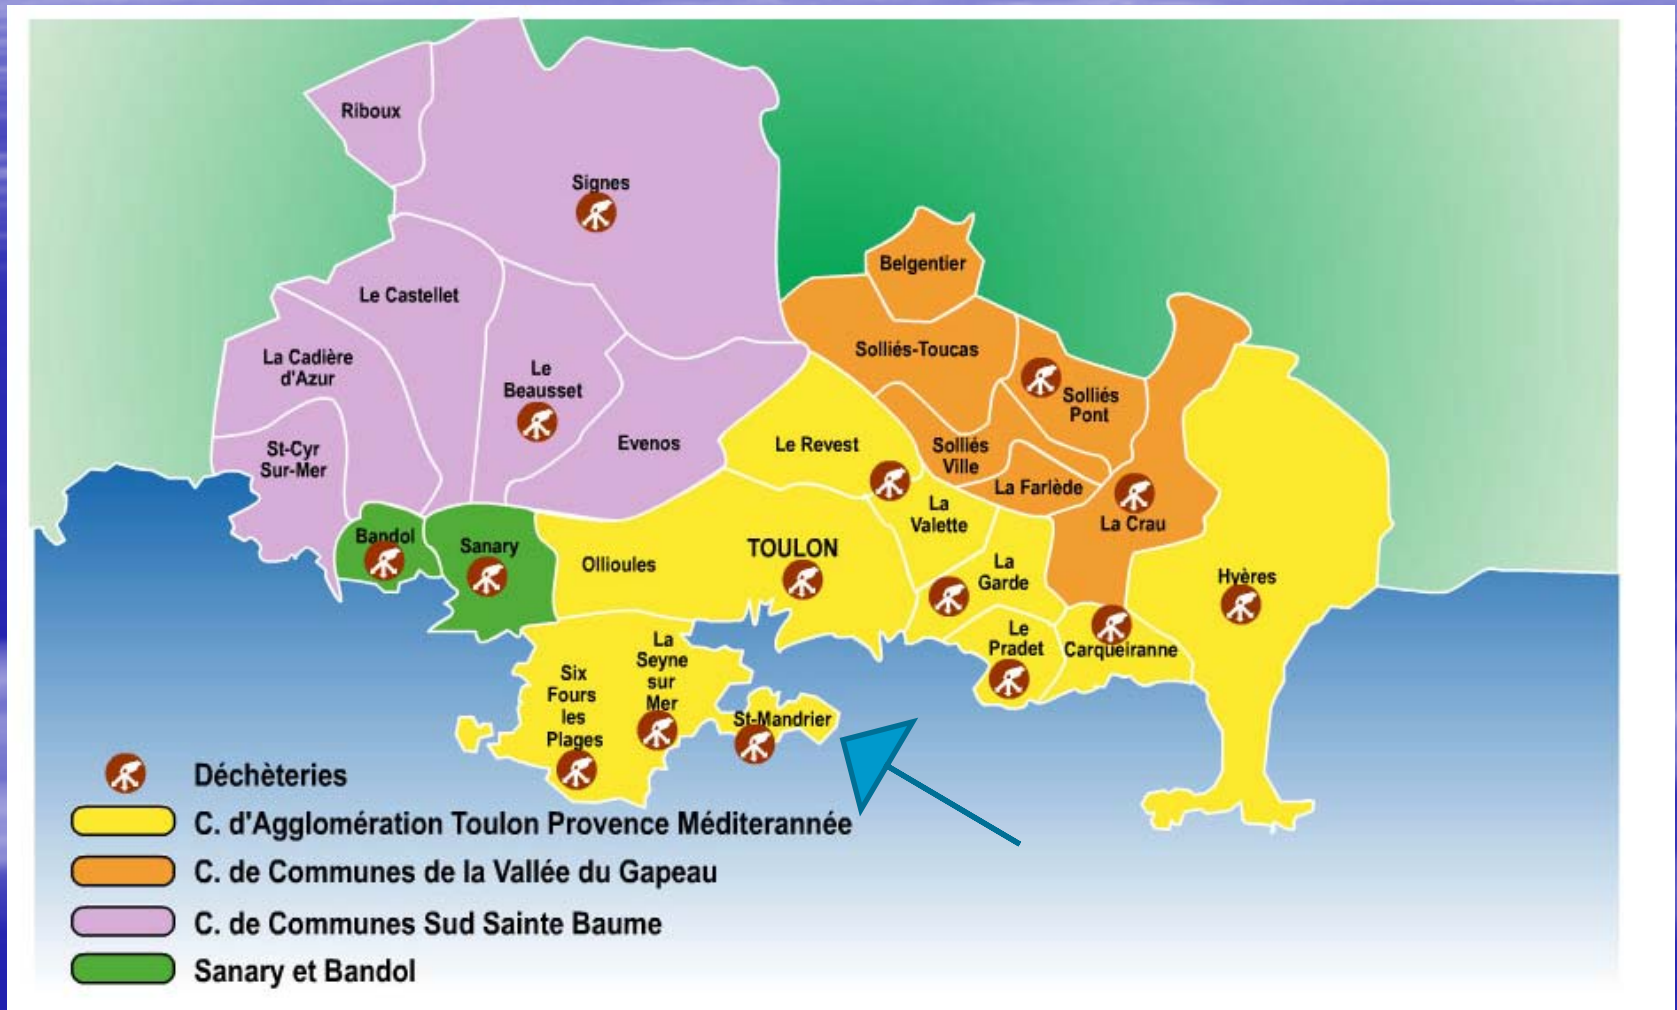 Riboux
Signes
Belgentier
Le Castellet
Solliés-Toucas
La Cadière
d'Azur
Le
Beausset
Solliés
Pont
St-Cyr
Sur-Mer
Evenos
Le Revest
Solliés
Ville
La Farlède
La
Valette
La Crau
Bandol
Sanary
Ollioules
TOULON
La
Garde
Hyères
Le
Pradet
Carqueiranne
La
Seyne
sur
Mer
Six
Fours
les
Plages
St-Mandrier
Déchèteries
C. d'Agglomération Toulon Provence Méditerannée
C. de Communes de la Vallée du Gapeau
C. de Communes Sud Sainte Baume
Sanary et Bandol